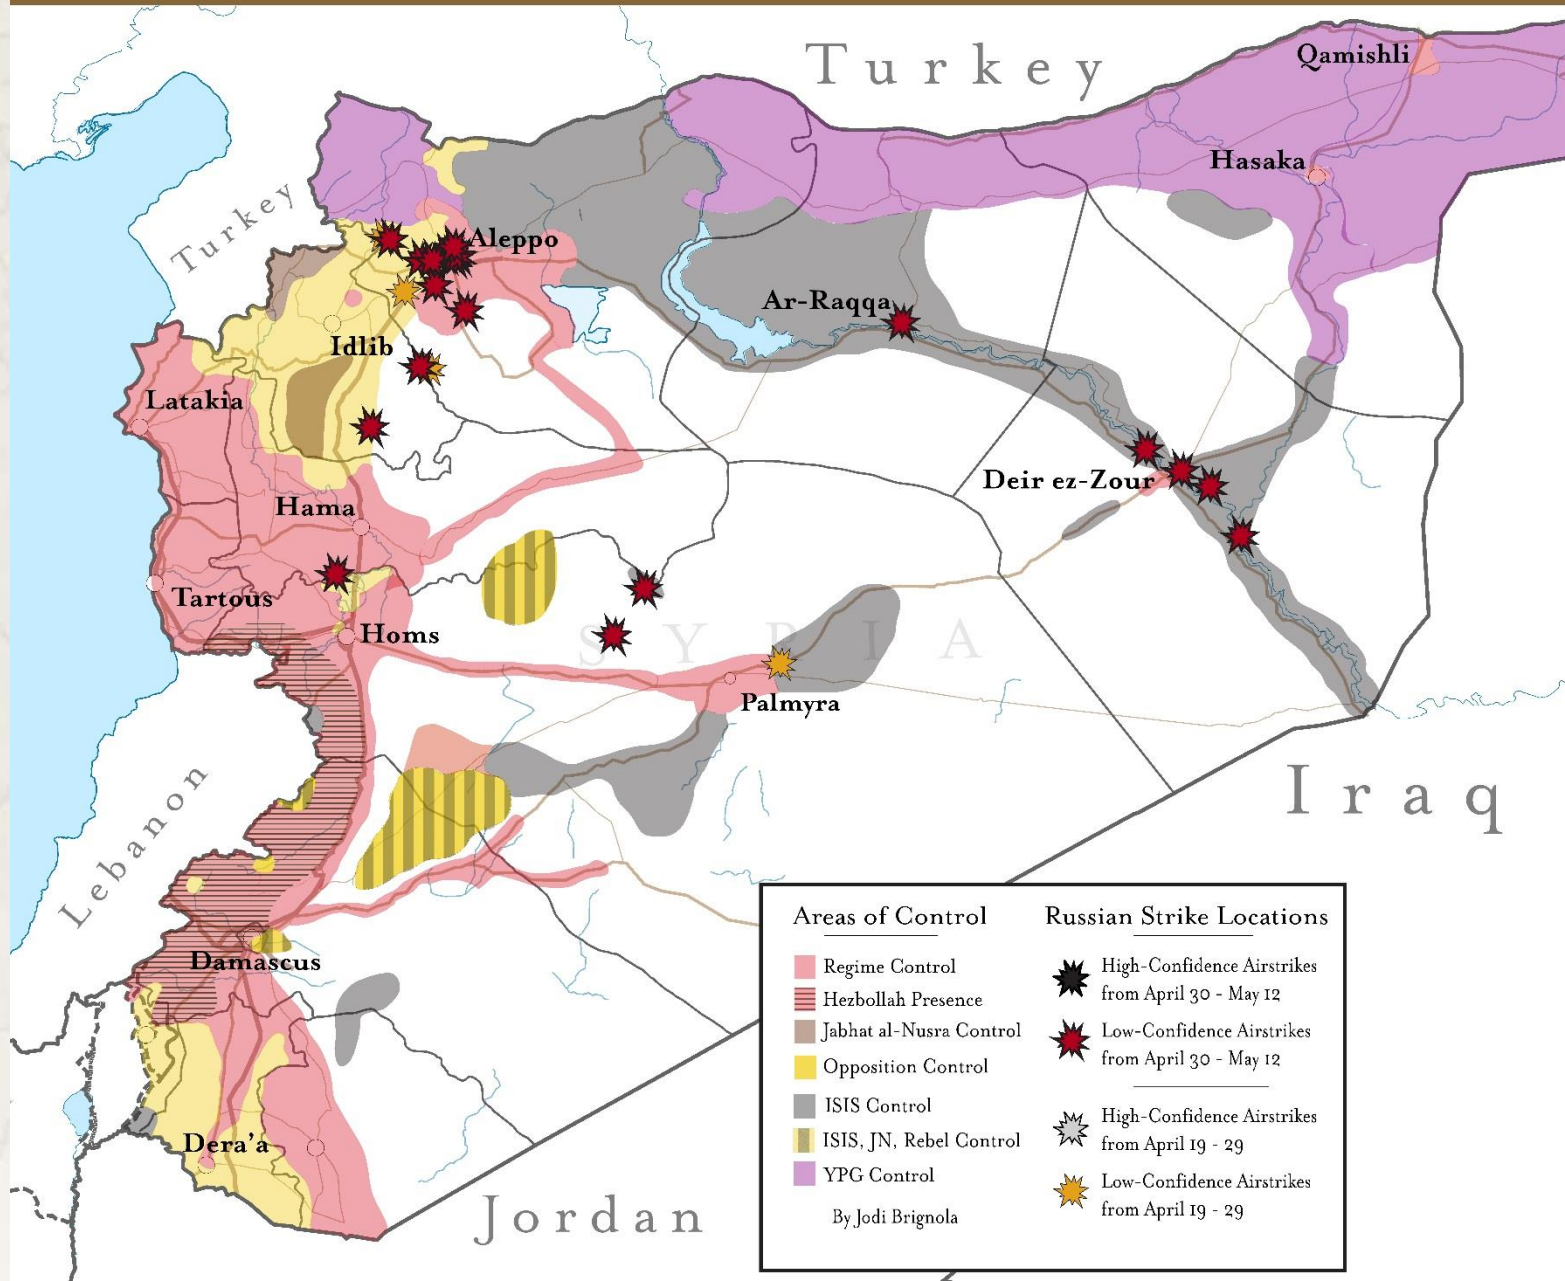 Turkey
Qamishli
Hasaka
Turkey
Aleppo
Ar-Raqqa
Idlib
Latakia
Deir ez-Zour
Hama
Tartous
Homs
SYRIA
Palmyra
Iraq
Lebanon
Damascus
Dera'a
Jordan
Areas of Control
Regime Control
Hezbollah Presence
Jabhat al-Nusra Control
Opposition Control
ISIS Control
ISIS, JN, Rebel Control
YPG Control
By Jodi Brignola
Russian Strike Locations
High-Confidence Airstrikes
from April 30 - May 12
Low-Confidence Airstrikes
from April 30 - May 12
High-Confidence Airstrikes
from April 19 - 29
Low-Confidence Airstrikes
from April 19 - 29